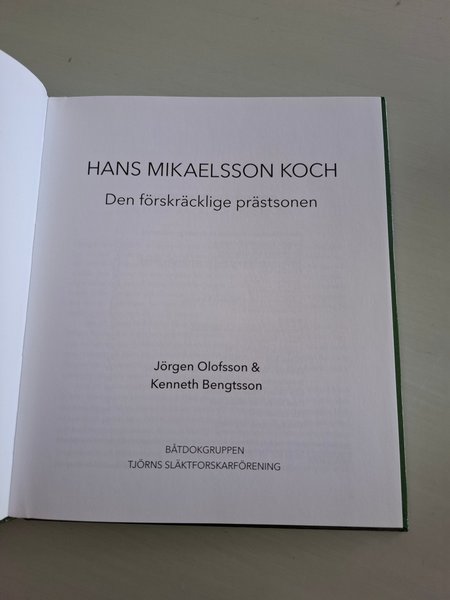 HANS MIKAELSSON KOCH
Den förskräcklige prästsonen
Jörgen Olofsson &
Kenneth Bengtsson
BÅTDOKGRUPPEN
TJÖRNS SLÄKTFORSKARFÖRENING